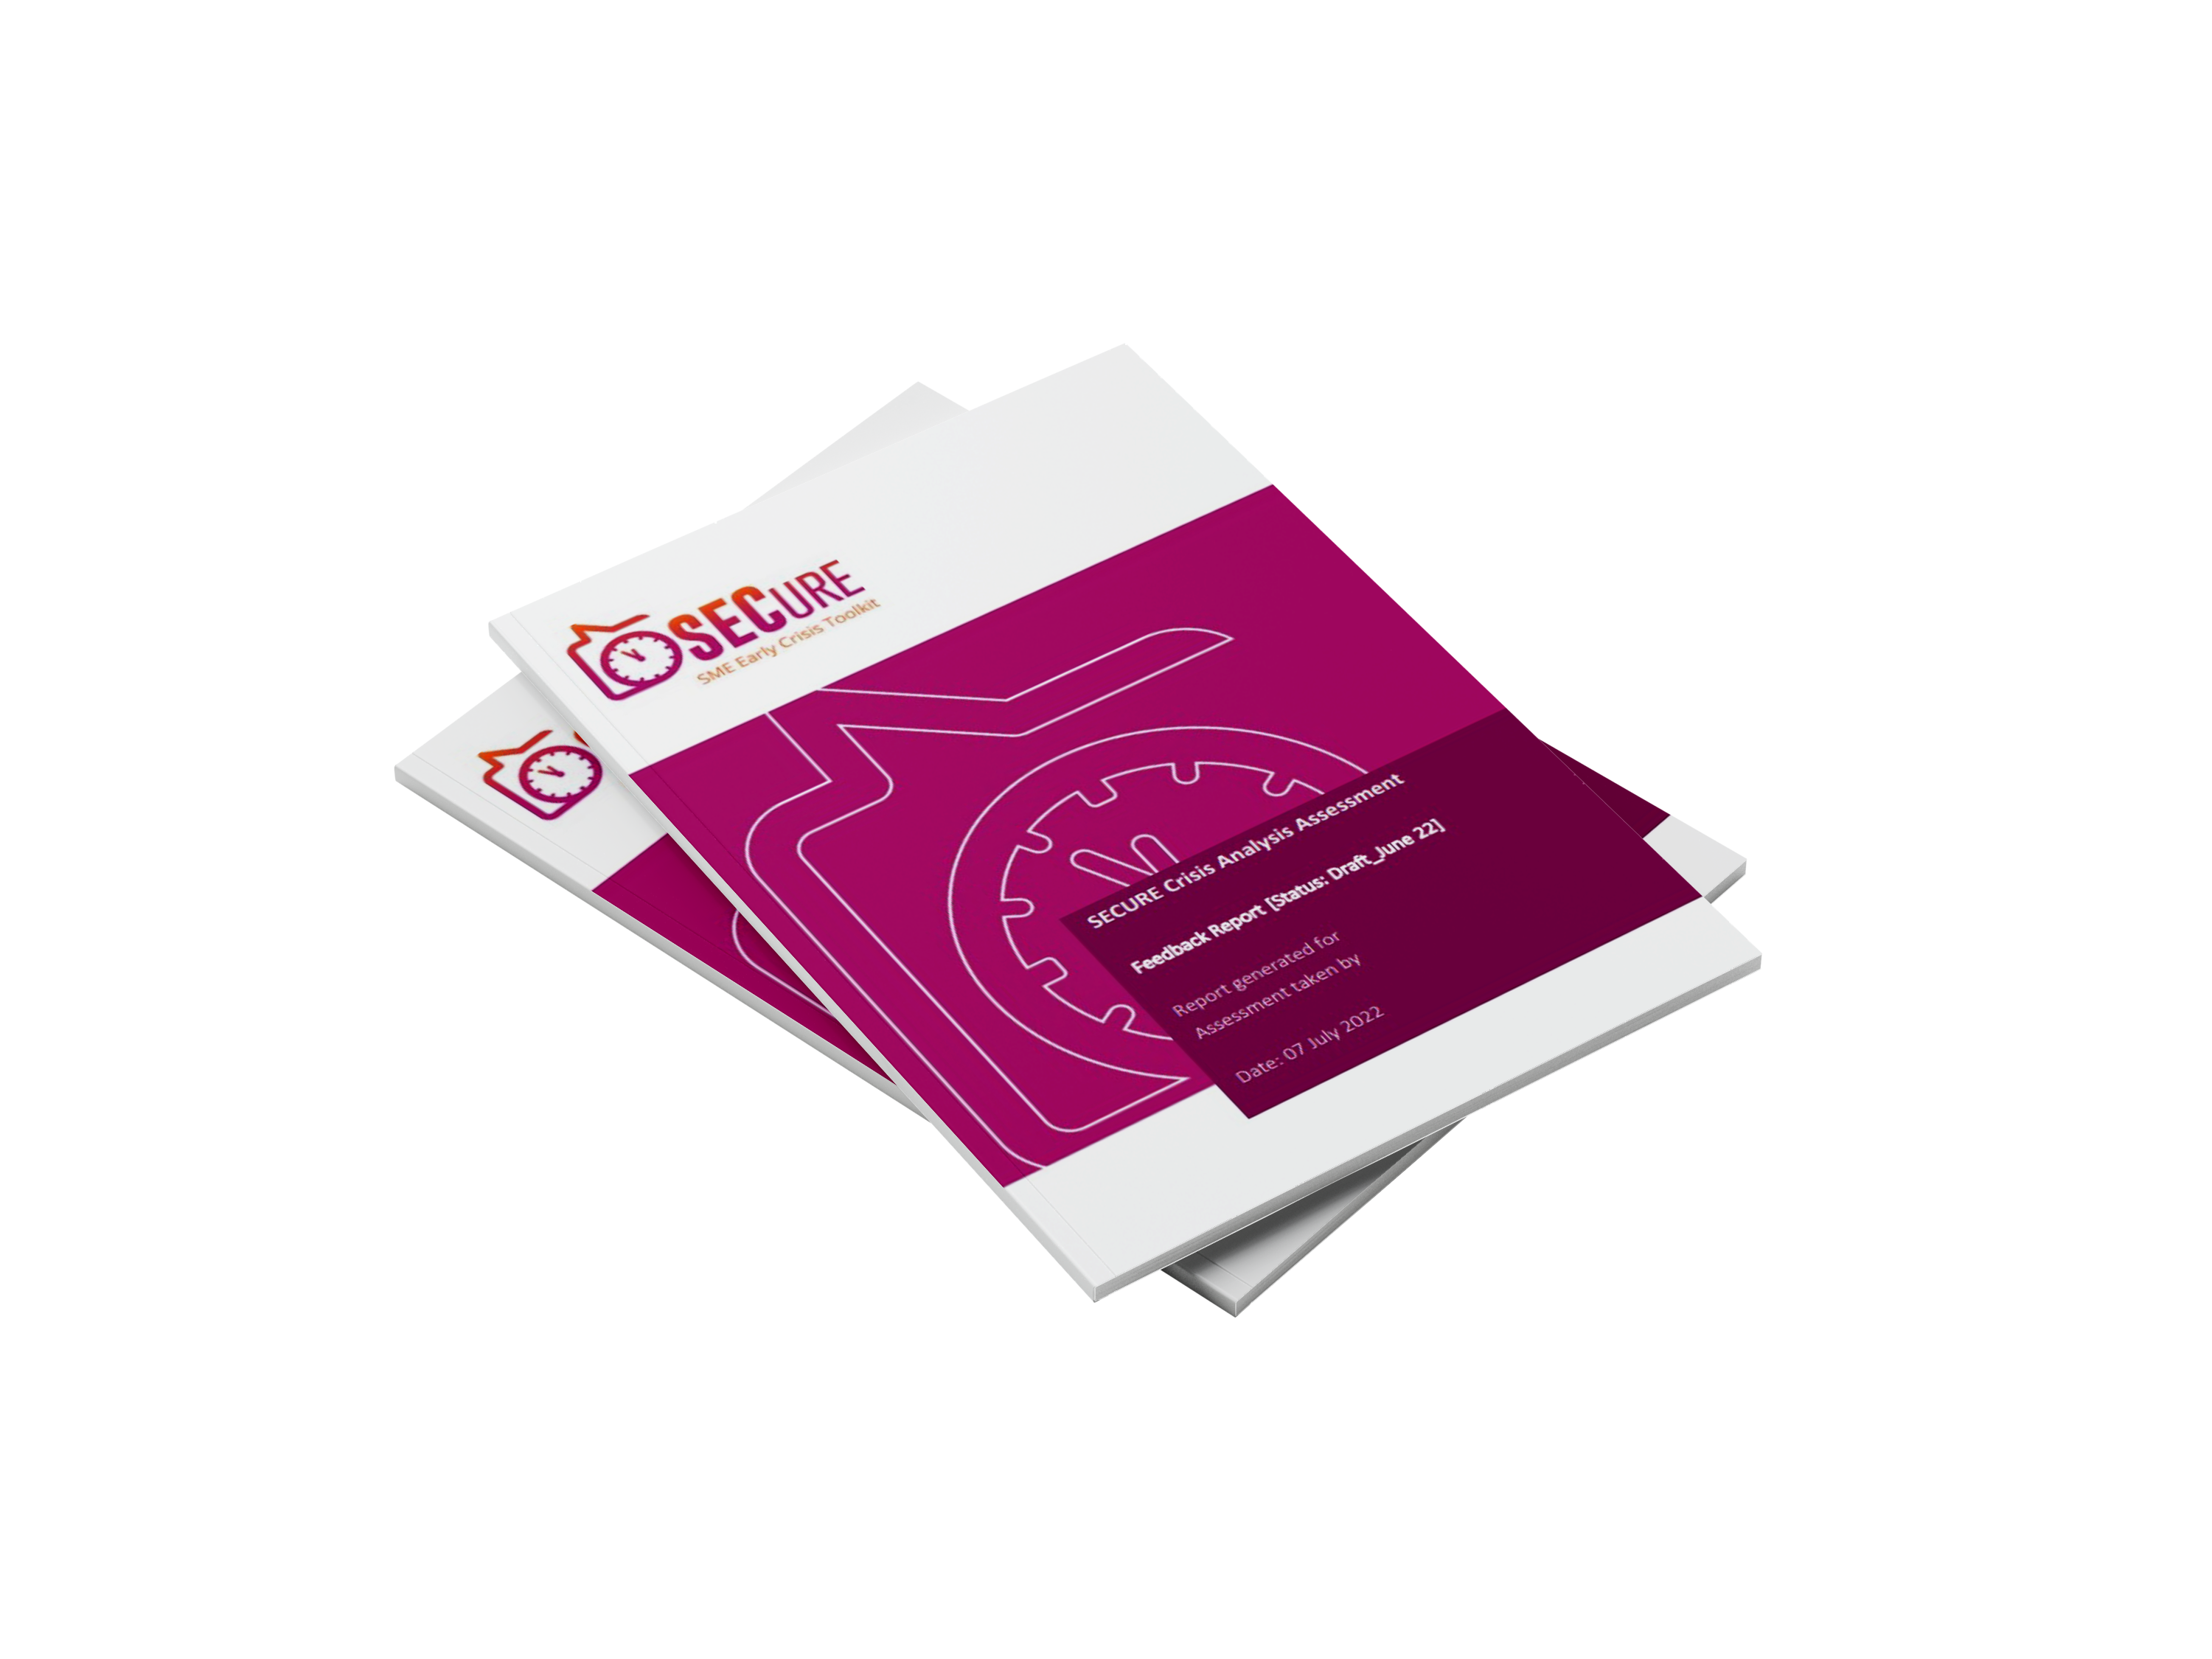 SECURE
SME Early Crisis Toolkit
SECURE Crisis Analysis Assessment
Feedback Report [Status: Draft_June 22]
Report generated for
Assessment taken by
Date: 07 July 2022